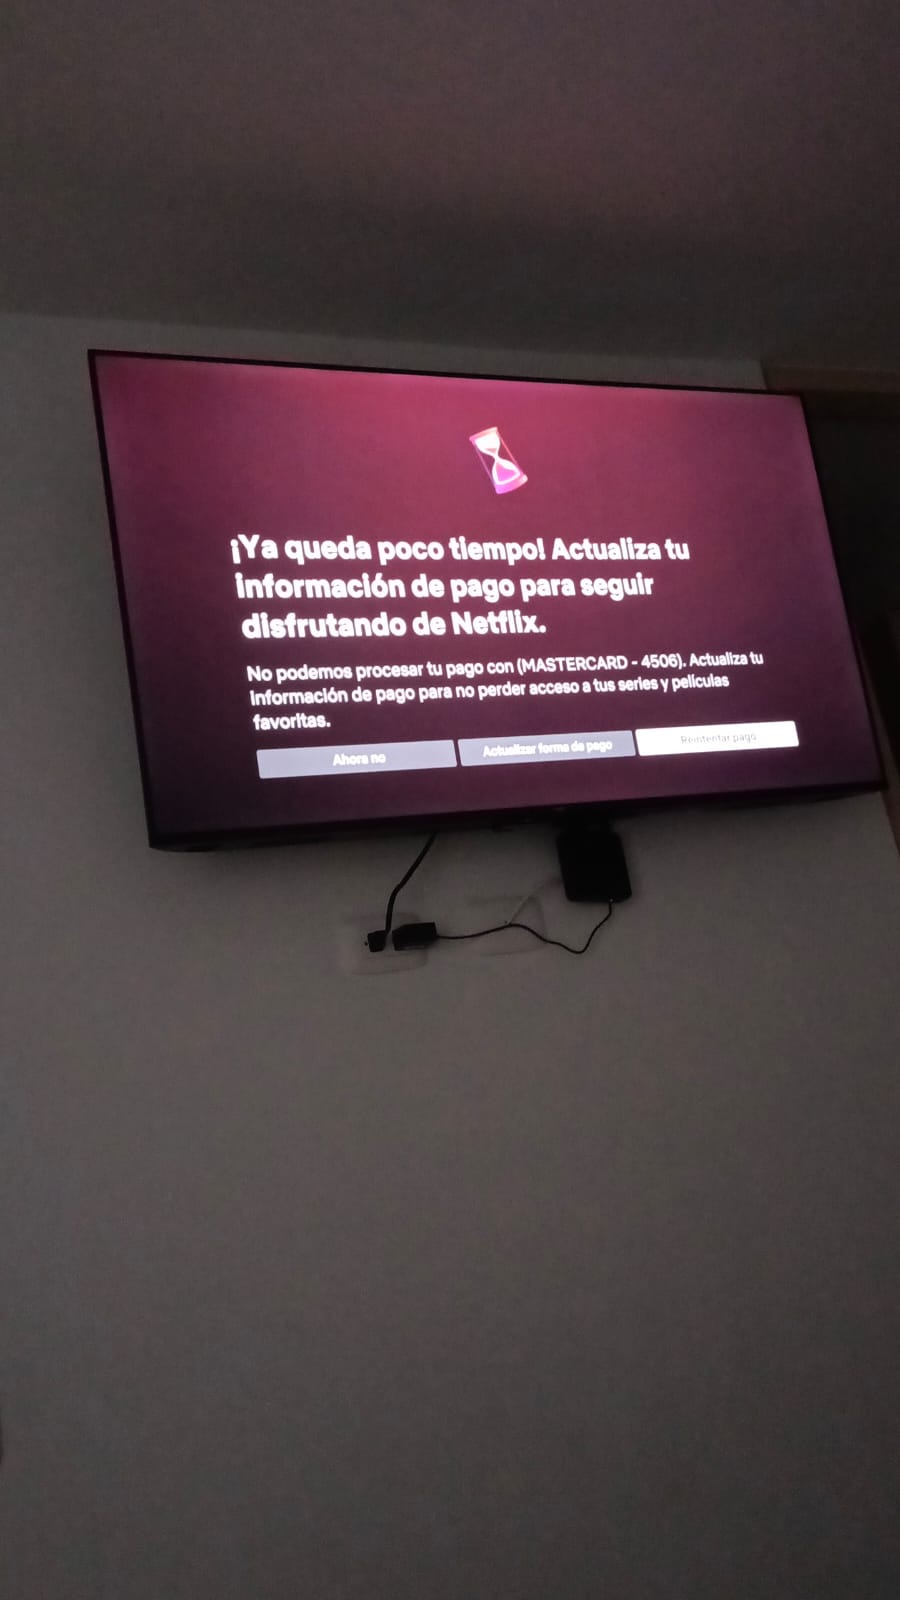 ¡Ya queda poco tiempo! Actualiza tu
información de pago para seguir
disfrutando de Netflix.
No podemos procesar tu pago con (MASTERCARD - 4506). Actualiza tu
información de pago para no perder acceso a tus series y películas
favoritas.
Ahora no
Actualizar forma de pago
Reintentar pago